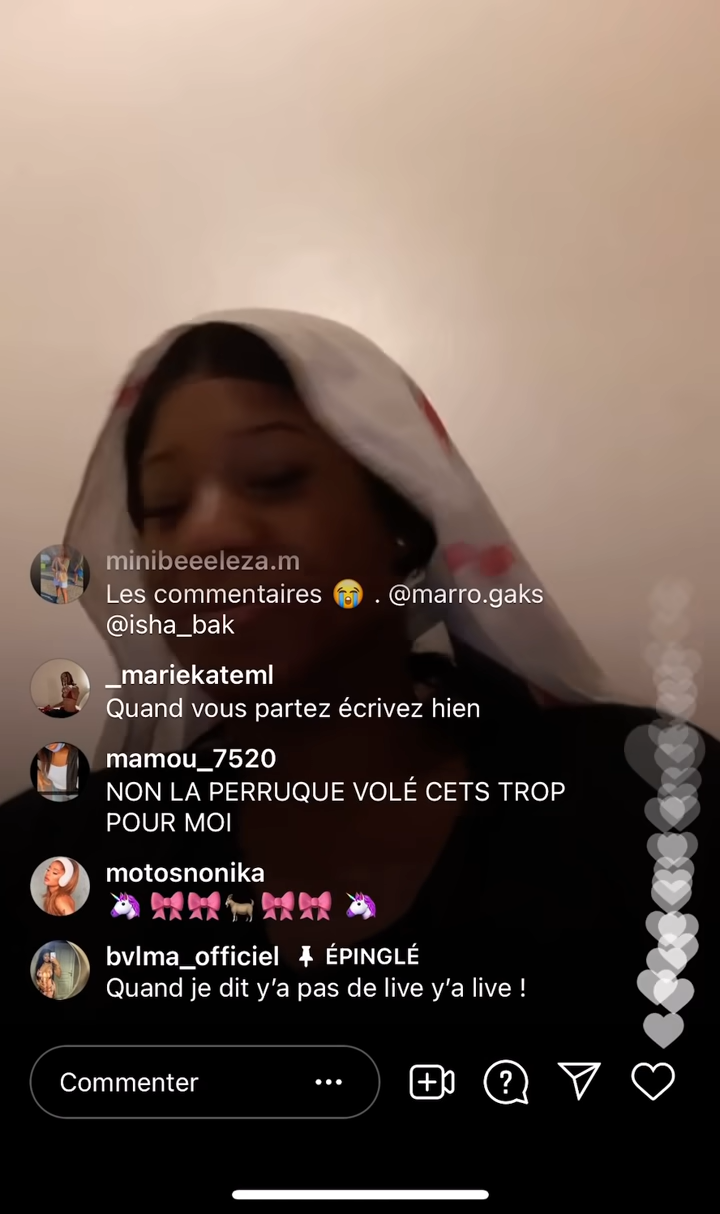 minibeeeleza.m
Les commentaires 😭 . @marro.gaks
@isha_bak
_mariekateml
Quand vous partez écrivez hien
mamou_7520
NON LA PERRUQUE VOLÉ CETS TROP
POUR MOI
motosnonika
🦄 🎀🎀🐐🎀🎀 🦄
bvlma_officiel 📌 ÉPINGLÉ
Quand je dit y’a pas de live y’a live !
Commenter